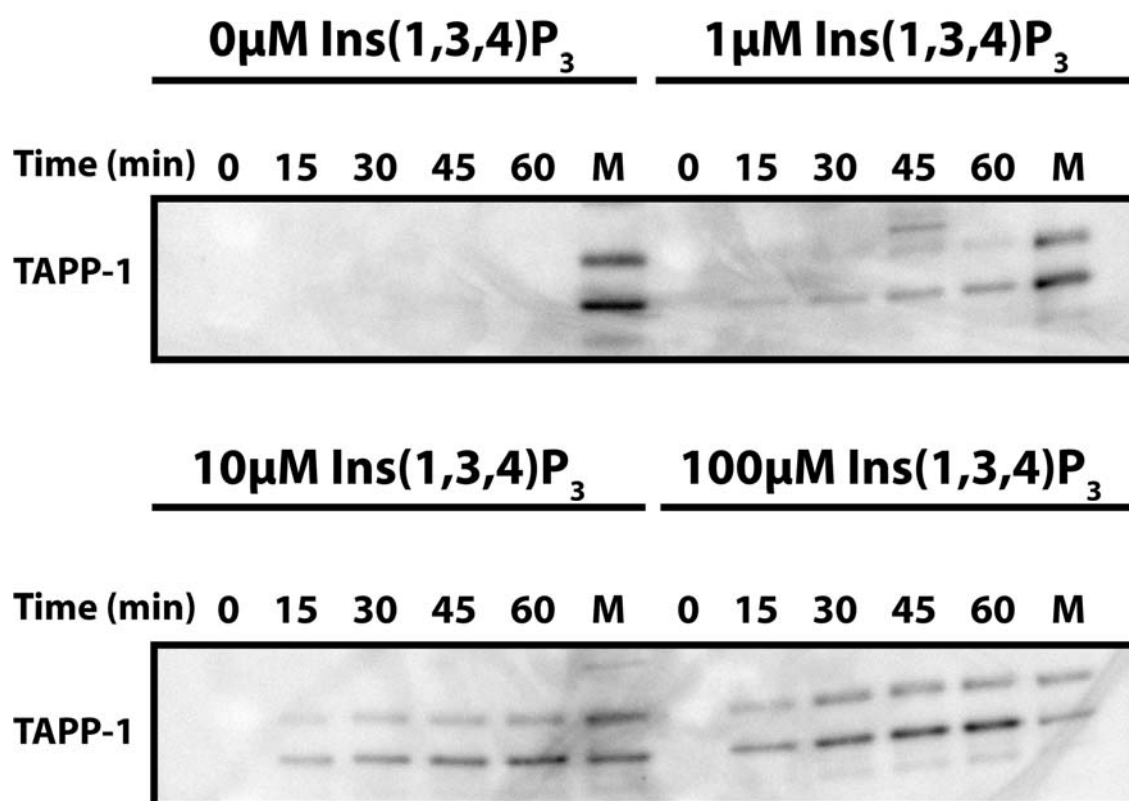 0µM Ins(1,3,4)P₃ 1µM Ins(1,3,4)P₃
Time (min) 0 15 30 45 60 M 0 15 30 45 60 M
TAPP-1
10µM Ins(1,3,4)P₃ 100µM Ins(1,3,4)P₃
Time (min) 0 15 30 45 60 M 0 15 30 45 60 M
TAPP-1